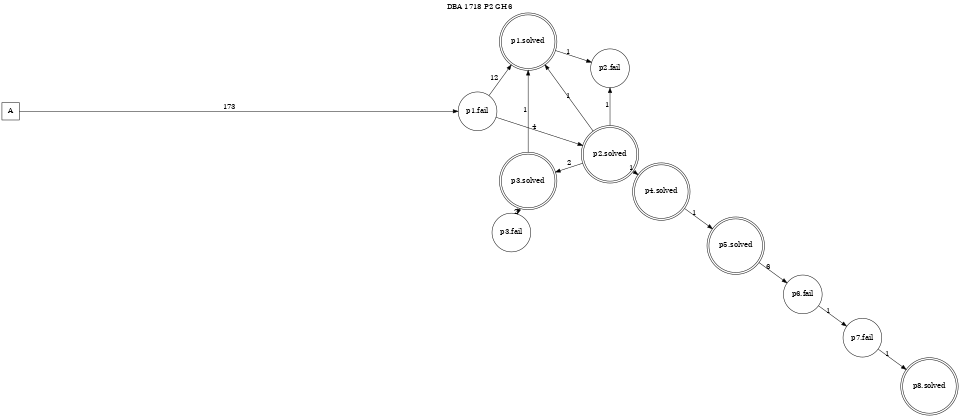 DBA 1718 P2 GH 6
p1.solved
1
p2.fail
12
1
A
173
p1.fail
1
1
4
p2.solved
2
1
p3.solved
p4.solved
1
p3.fail
p5.solved
6
p6.fail
1
p7.fail
1
p8.solved